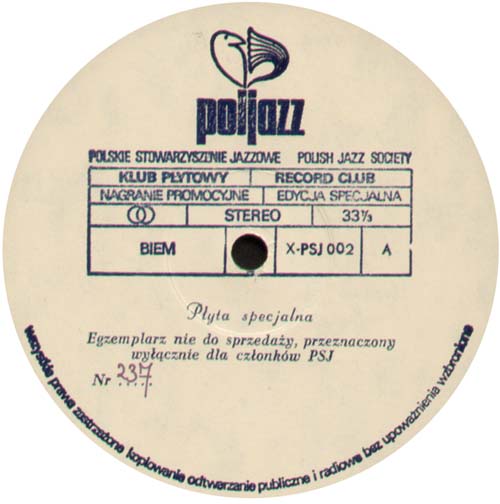 poljazz
POLSKIE STOWARZYSZENIE JAZZOWE POLISH JAZZ SOCIETY
KLUB PŁYTOWY RECORD CLUB
NAGRANIE PROMOCYJNE EDYCJA SPECJALNA
STEREO 33⅓
BIEM X-PSJ 002 A
Płyta specjalna
Egzemplarz nie do sprzedaży, przeznaczony
wyłącznie dla członków PSJ
Nr 237
wszystkie prawa zastrzeżone kopiowanie odtwarzanie publiczne i radiowe bez upoważnienia wzbronione